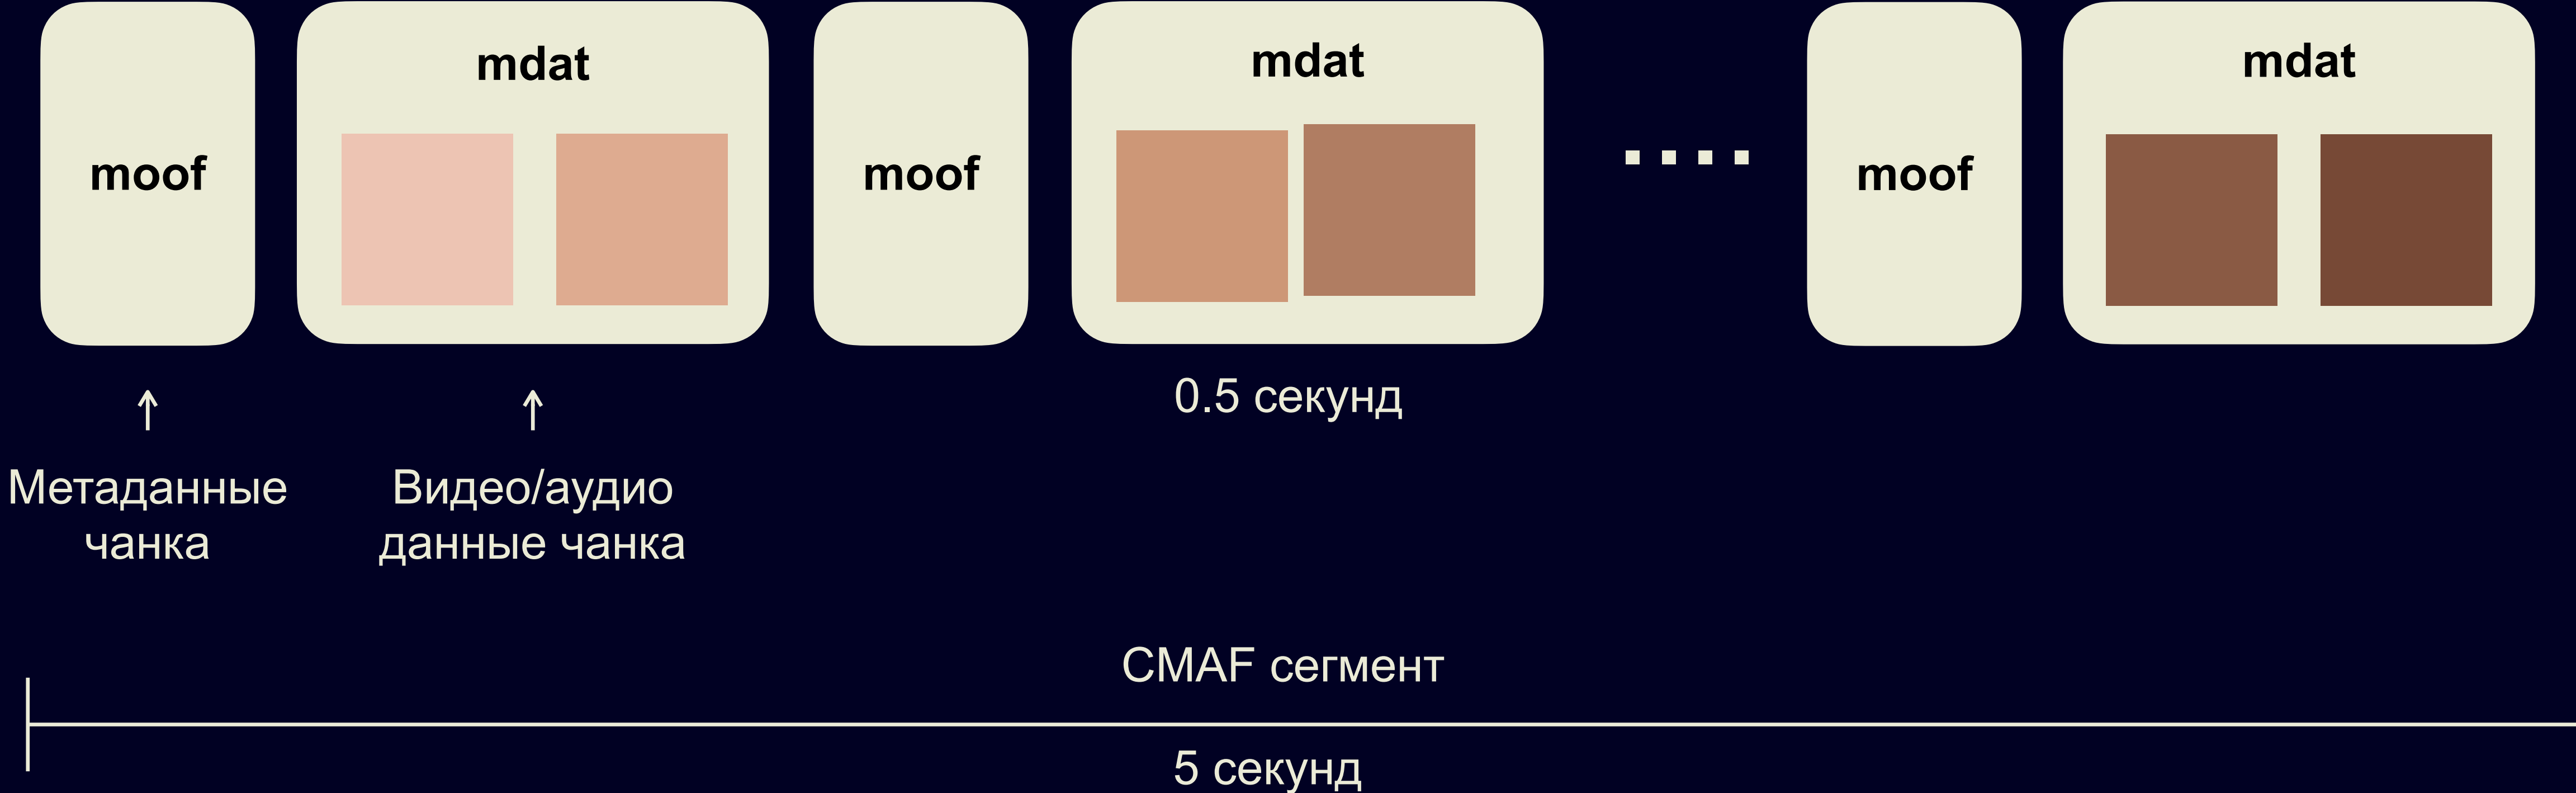 moof
mdat
moof
mdat
moof
mdat
0.5 секунд
Метаданные
чанка
Видео/аудио
данные чанка
CMAF сегмент
5 секунд